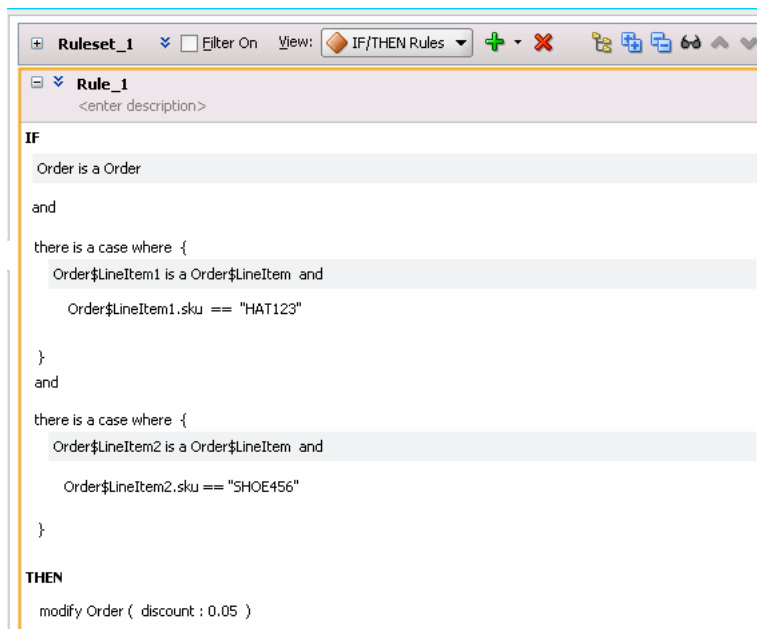 Ruleset_1 Filter On View: IF/THEN Rules
Rule_1
<enter description>
IF
Order is a Order
and
there is a case where {
Order$LineItem1 is a Order$LineItem and
Order$LineItem1.sku == "HAT123"
}
and
there is a case where {
Order$LineItem2 is a Order$LineItem and
Order$LineItem2.sku == "SHOE456"
}
THEN
modify Order ( discount : 0.05 )